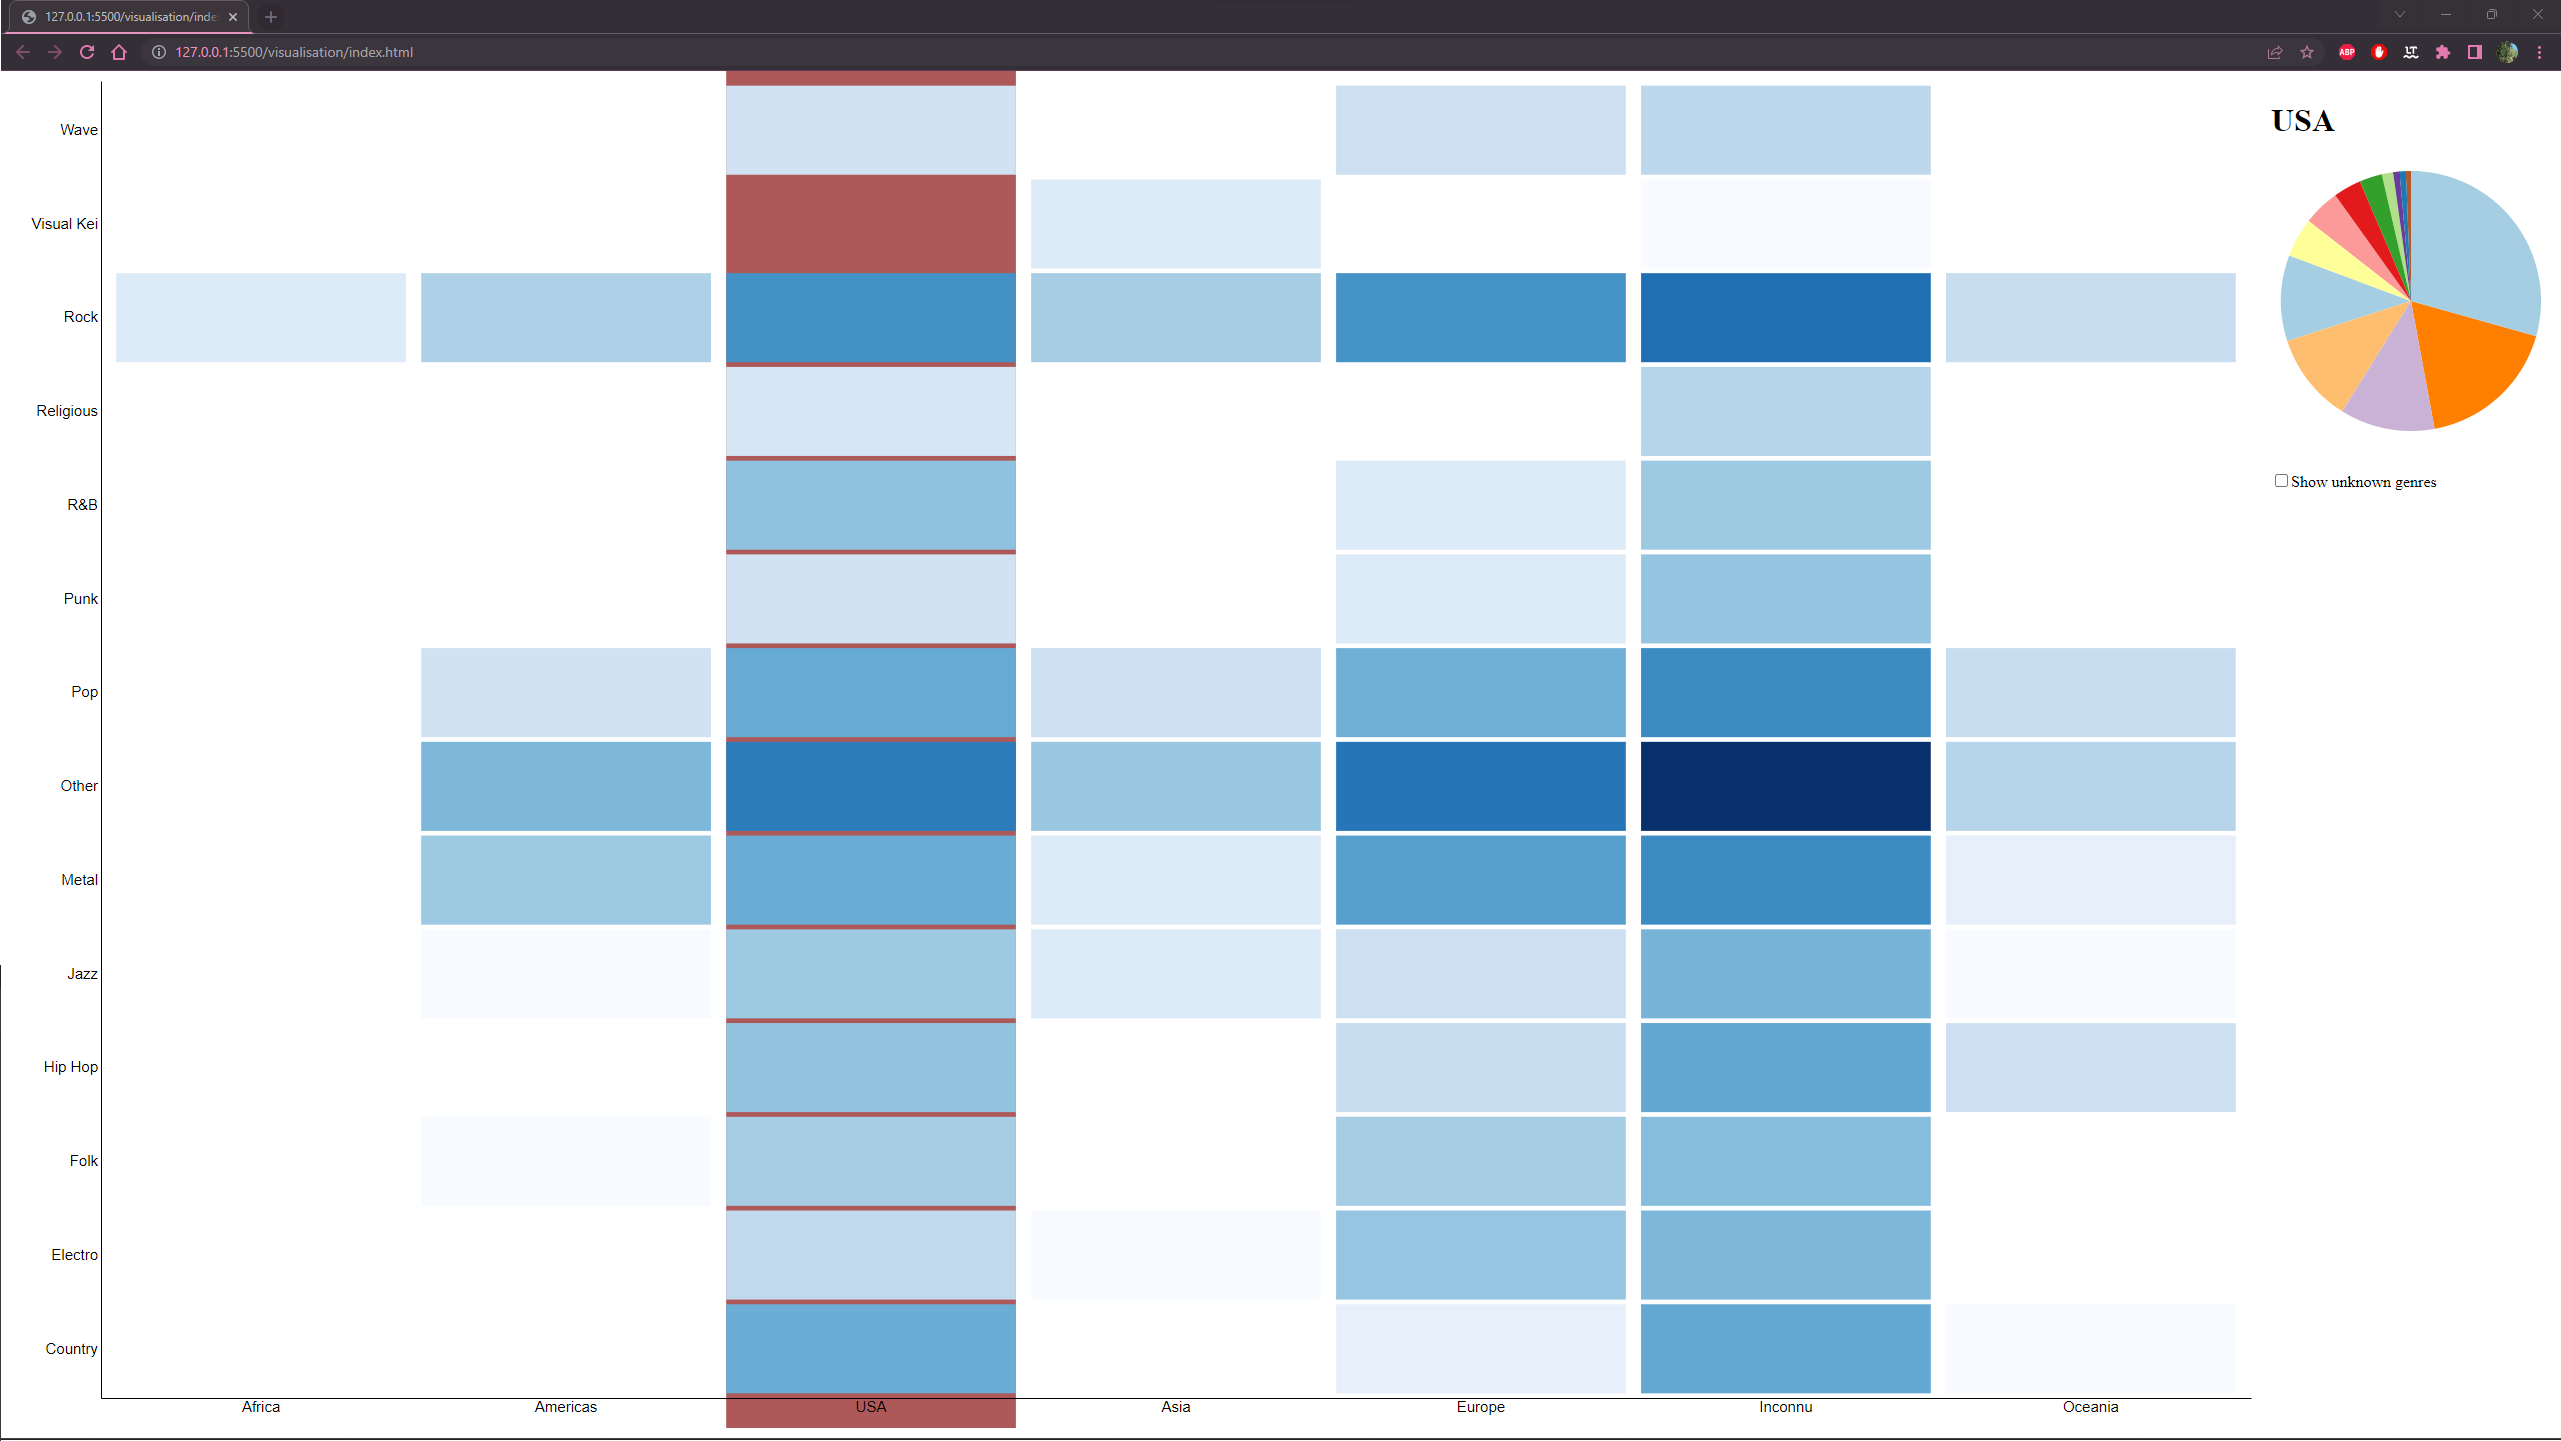 127.0.0.1:5500/visualisation/inde
127.0.0.1:5500/visualisation/index.html
ABP
LT
USA
Show unknown genres
Wave
Visual Kei
Rock
Religious
R&B
Punk
Pop
Other
Metal
Jazz
Hip Hop
Folk
Electro
Country
Africa
Americas
USA
Asia
Europe
Inconnu
Oceania